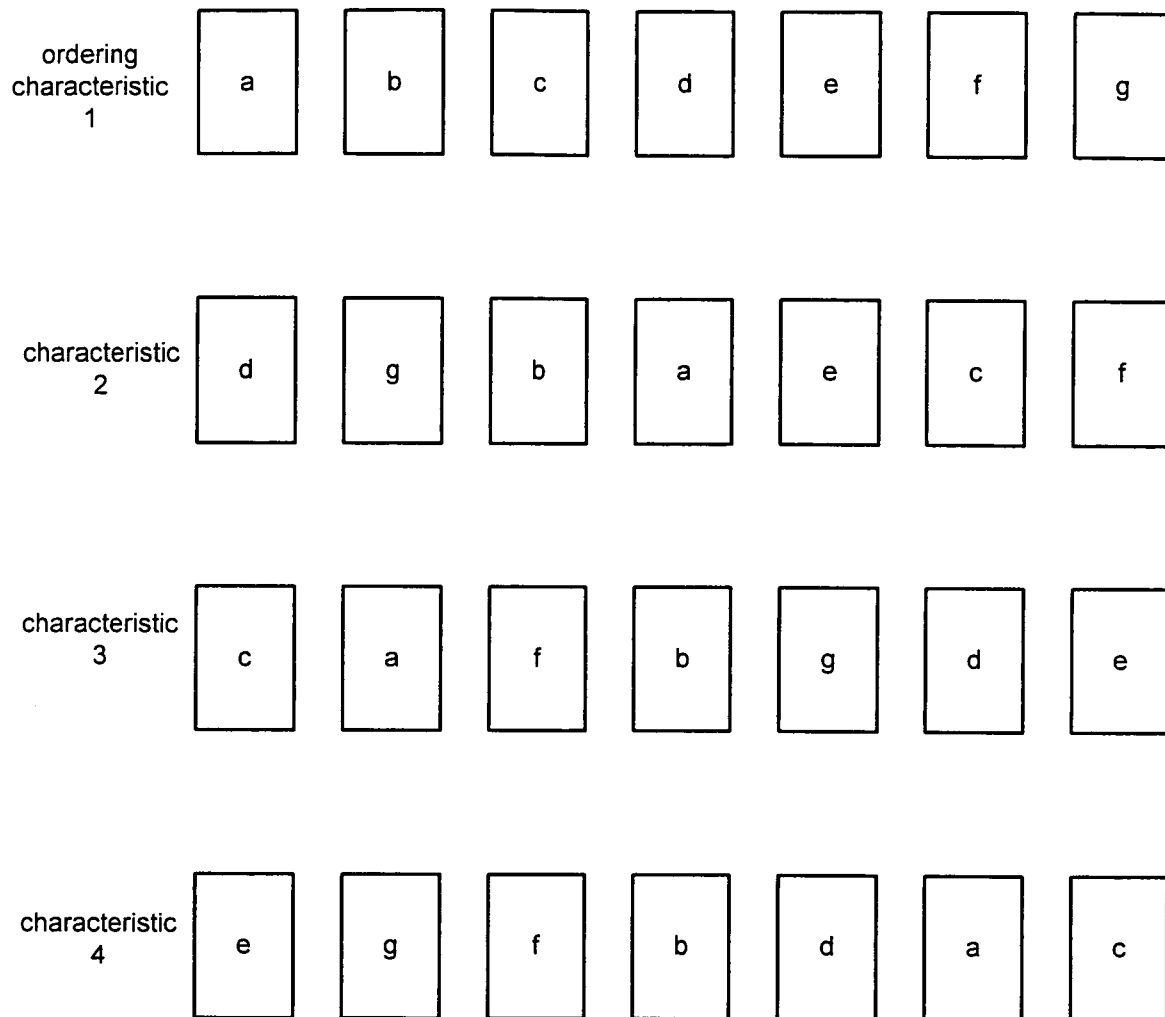 ordering
characteristic
1
a b c d e f g
characteristic
2
d g b a e c f
characteristic
3
c a f b g d e
characteristic
4
e g f b d a c